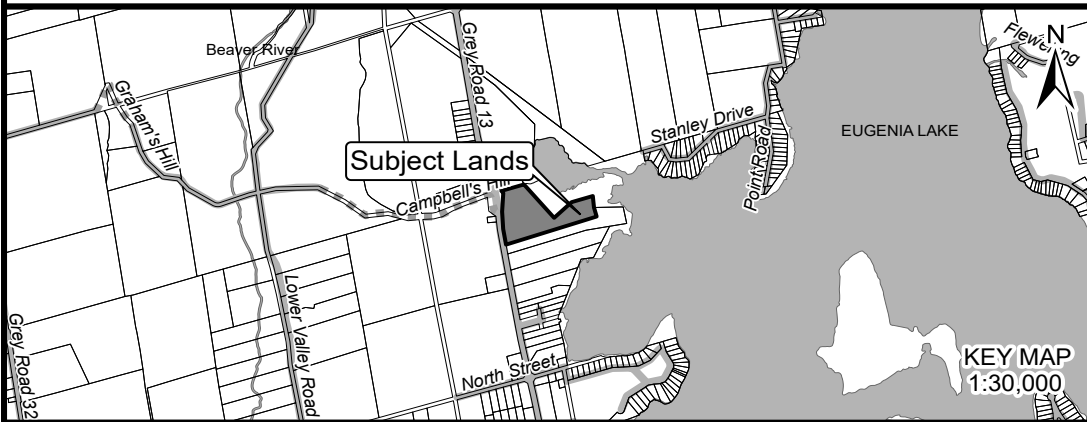 Beaver River
Grey Road 13
Flewelling
N
Graham's Hill
Stanley Drive
EUGENIA LAKE
Subject Lands
Campbell's Hill
Point Road
Lower Valley Road
Grey Road 32
North Street
KEY MAP
1:30,000